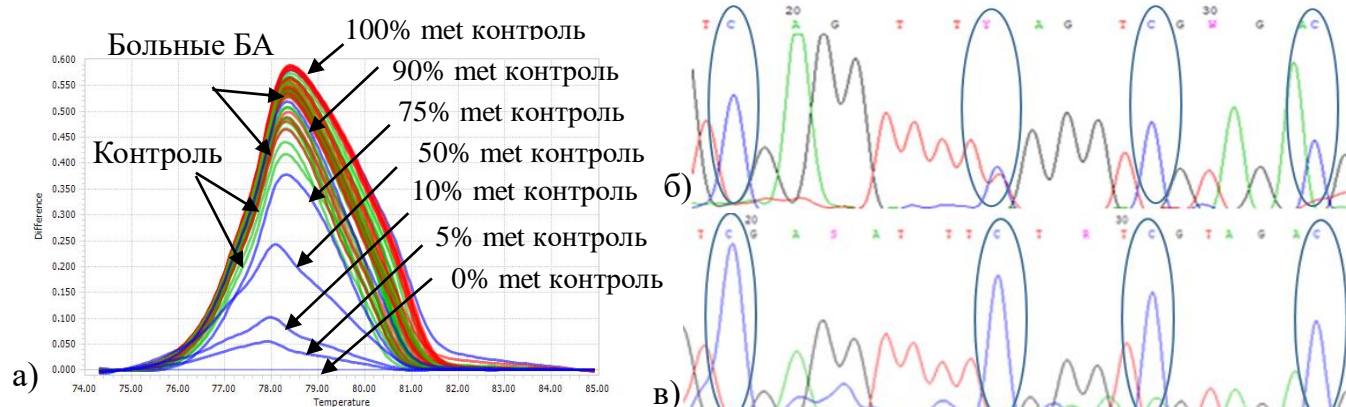 Больные БА
100% met контроль
90% met контроль
75% met контроль
Контроль
50% met контроль
10% met контроль
5% met контроль
0% met контроль
0.600
0.550
0.500
0.450
0.400
0.350
0.300
0.250
0.200
0.150
0.100
0.050
0.000
Difference
74.00 75.00 76.00 77.00 78.00 79.00 80.00 81.00 82.00 83.00 84.00 85.00
Temperature
а)
20 30
T C A G T T Y A G T C G W G A C
б)
20 30
T C G A S A T T T C T R T C G T A G A C
в)